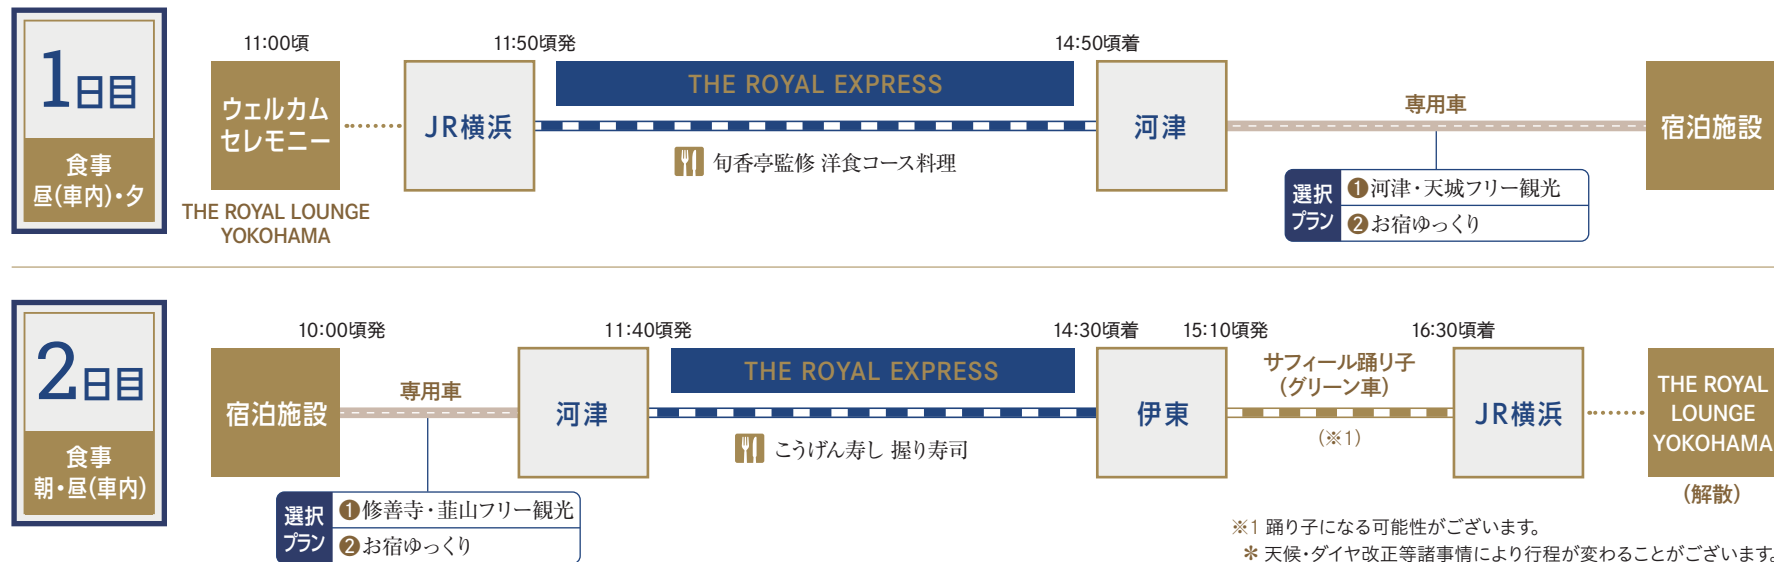 1日目
食事
昼(車内)・夕
11:00頃
ウェルカム
セレモニー
THE ROYAL LOUNGE
YOKOHAMA
11:50頃発
JR横浜
THE ROYAL EXPRESS
旬香亭監修 洋食コース料理
14:50頃着
河津
専用車
選択
プラン
❶河津・天城フリー観光
❷お宿ゆっくり
宿泊施設
2日目
食事
朝・昼(車内)
10:00頃発
宿泊施設
専用車
選択
プラン
❶修善寺・韮山フリー観光
❷お宿ゆっくり
11:40頃発
河津
THE ROYAL EXPRESS
こうげん寿し 握り寿司
14:30頃着
15:10頃発
伊東
サフィール踊り子
(グリーン車)
(※1)
16:30頃着
JR横浜
THE ROYAL
LOUNGE
YOKOHAMA
(解散)
※1 踊り子になる可能性がございます。
＊ 天候・ダイヤ改正等諸事情により行程が変わることがございます。